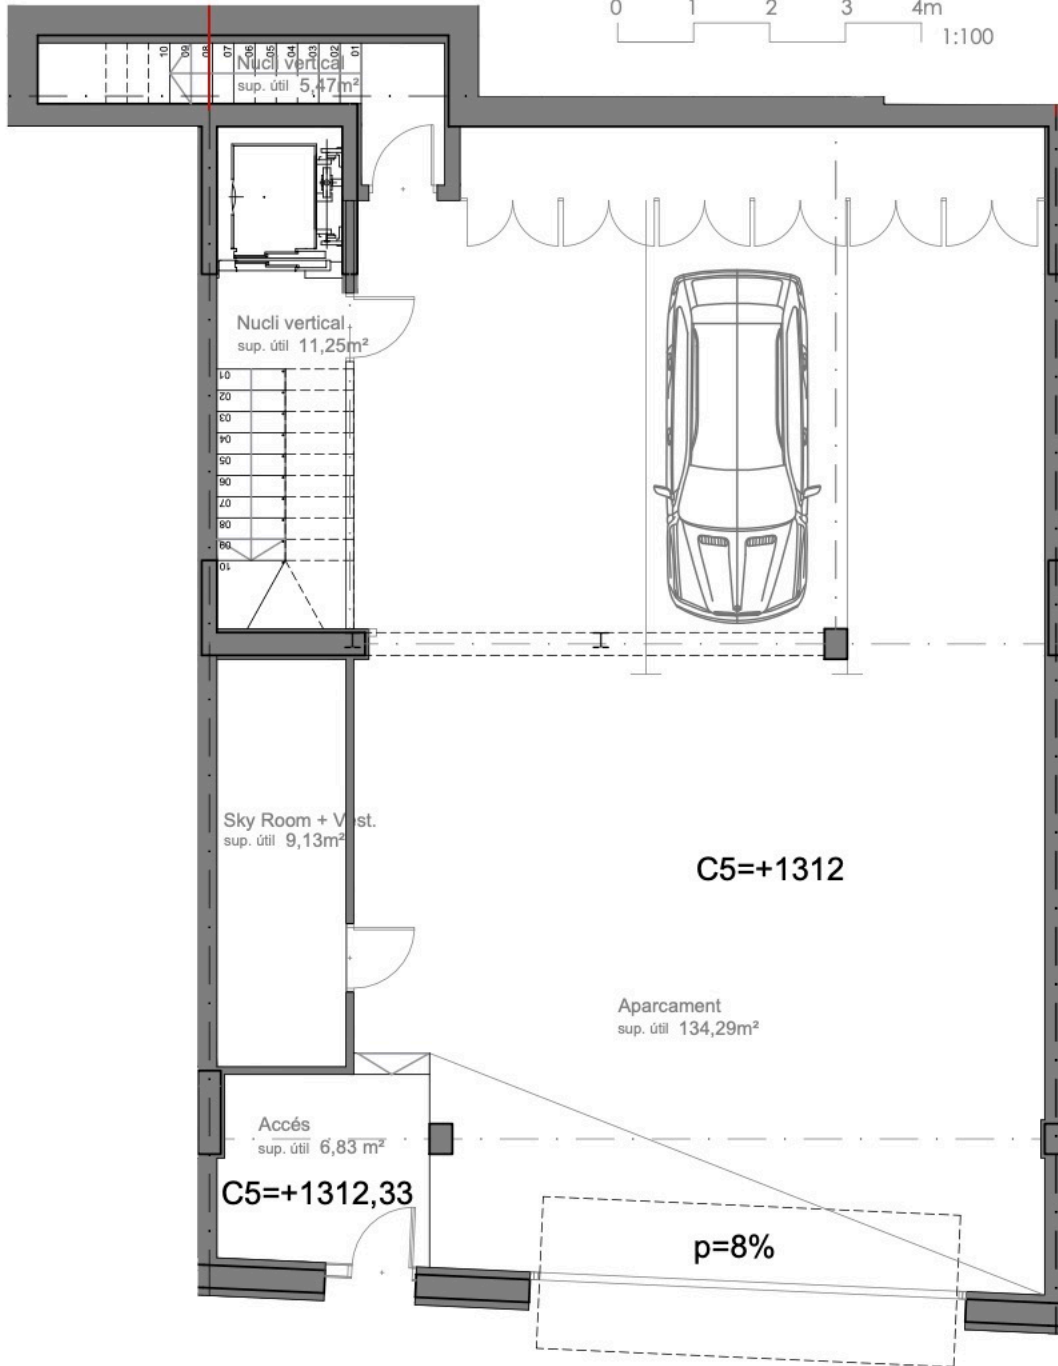 0 1 2 3 4m
1:100
10 09 08 07 06 05 04 03 02 01
Nucli vertical
sup. útil 5,47m²
Nucli vertical
sup. útil 11,25m²
01
02
03
04
05
06
07
08
09
10
Sky Room + Vest.
sup. útil 9,13m²
C5=+1312
Aparcament
sup. útil 134,29m²
Accés
sup. útil 6,83 m²
C5=+1312,33
p=8%